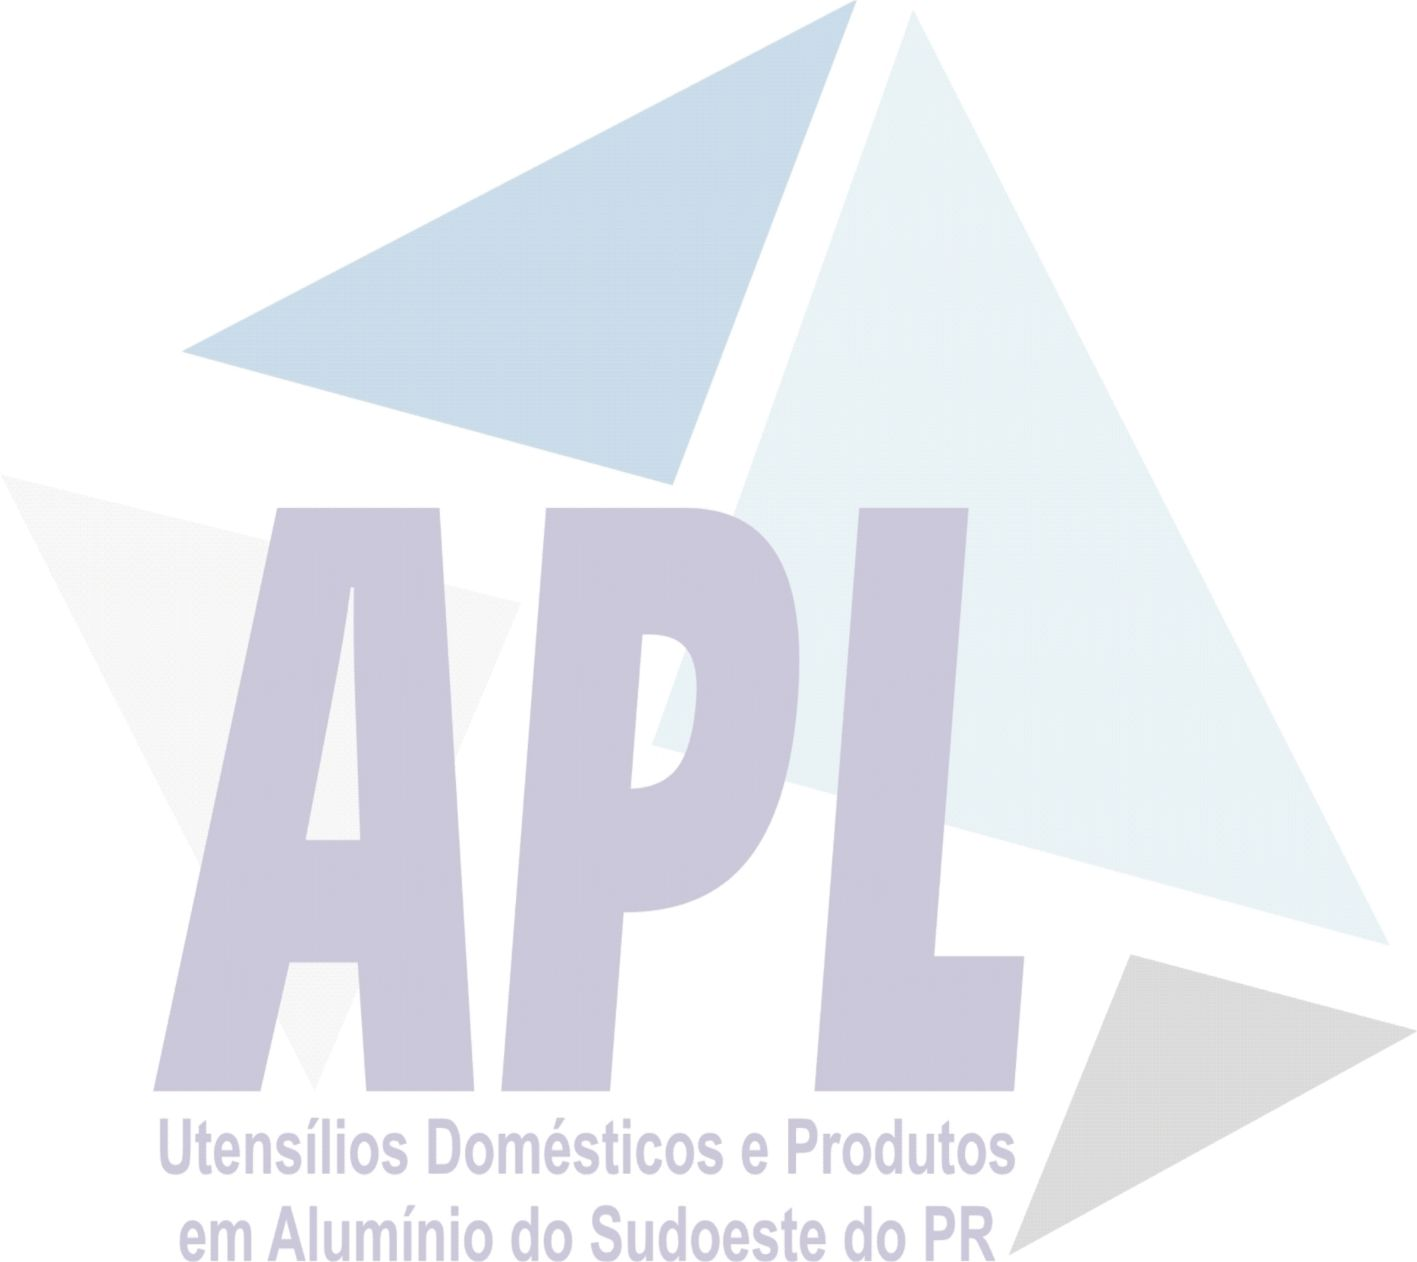 APL
Utensílios Domésticos e Produtos
em Alumínio do Sudoeste do PR